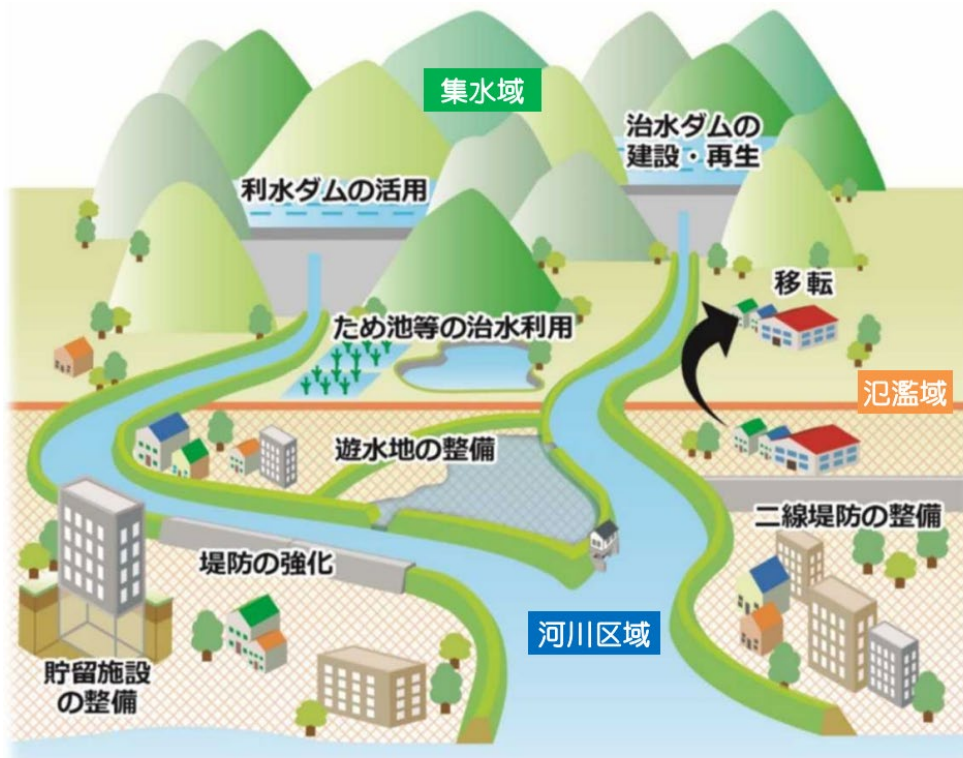 集水域
治水ダムの
建設・再生
利水ダムの活用
移転
ため池等の治水利用
氾濫域
遊水地の整備
二線堤防の整備
堤防の強化
河川区域
貯留施設
の整備